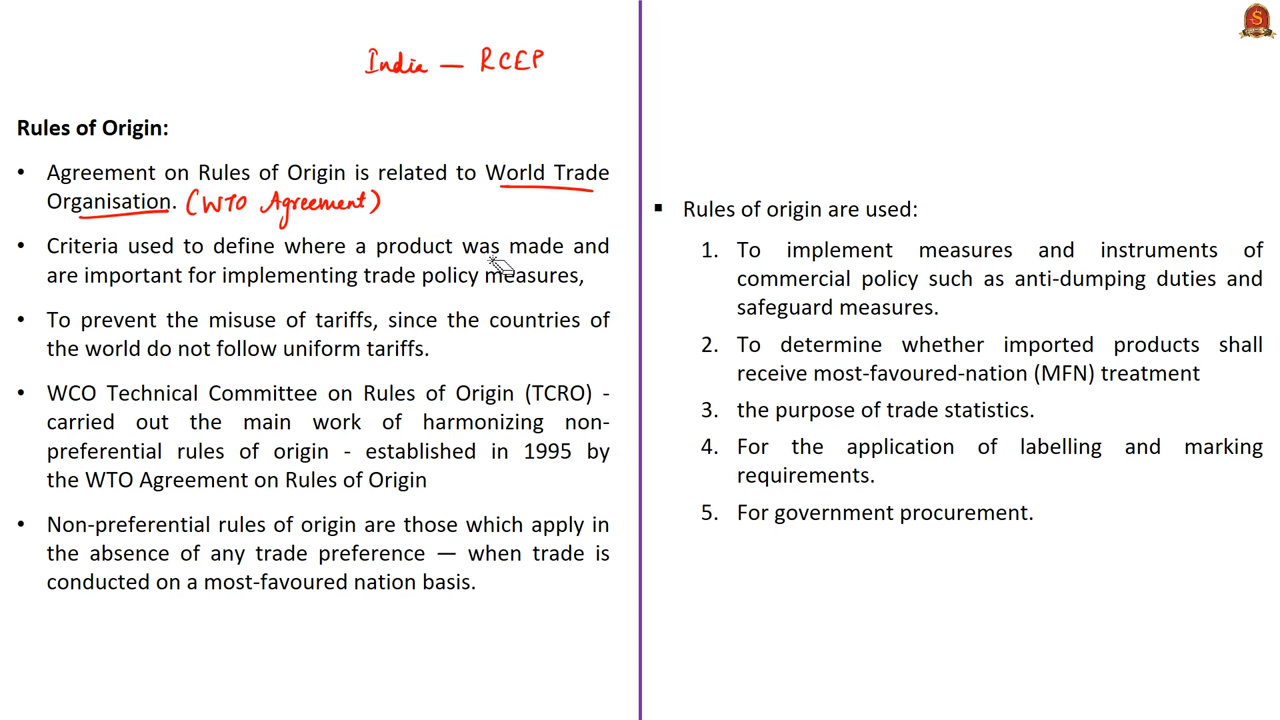 India — RCEP
Rules of Origin:
• Agreement on Rules of Origin is related to World Trade
Organisation. (WTO Agreement)
• Criteria used to define where a product was made and
are important for implementing trade policy measures,
• To prevent the misuse of tariffs, since the countries of
the world do not follow uniform tariffs.
• WCO Technical Committee on Rules of Origin (TCRO) -
carried out the main work of harmonizing non-
preferential rules of origin - established in 1995 by
the WTO Agreement on Rules of Origin
• Non-preferential rules of origin are those which apply in
the absence of any trade preference — when trade is
conducted on a most-favoured nation basis.
▪ Rules of origin are used:
1. To implement measures and instruments of
commercial policy such as anti-dumping duties and
safeguard measures.
2. To determine whether imported products shall
receive most-favoured-nation (MFN) treatment
3. the purpose of trade statistics.
4. For the application of labelling and marking
requirements.
5. For government procurement.
S